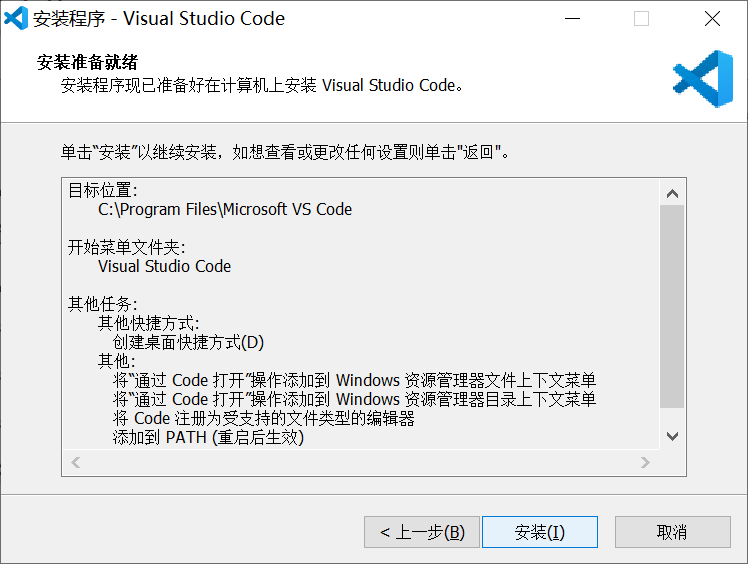 安装程序 - Visual Studio Code
安装准备就绪
安装程序现已准备好在计算机上安装 Visual Studio Code。
单击“安装”以继续安装，如想查看或更改任何设置则单击"返回"。
目标位置:
C:\Program Files\Microsoft VS Code
开始菜单文件夹:
Visual Studio Code
其他任务:
其他快捷方式:
创建桌面快捷方式(D)
其他:
将“通过 Code 打开”操作添加到 Windows 资源管理器文件上下文菜单
将“通过 Code 打开”操作添加到 Windows 资源管理器目录上下文菜单
将 Code 注册为受支持的文件类型的编辑器
添加到 PATH (重启后生效)
< 上一步(B)
安装(I)
取消